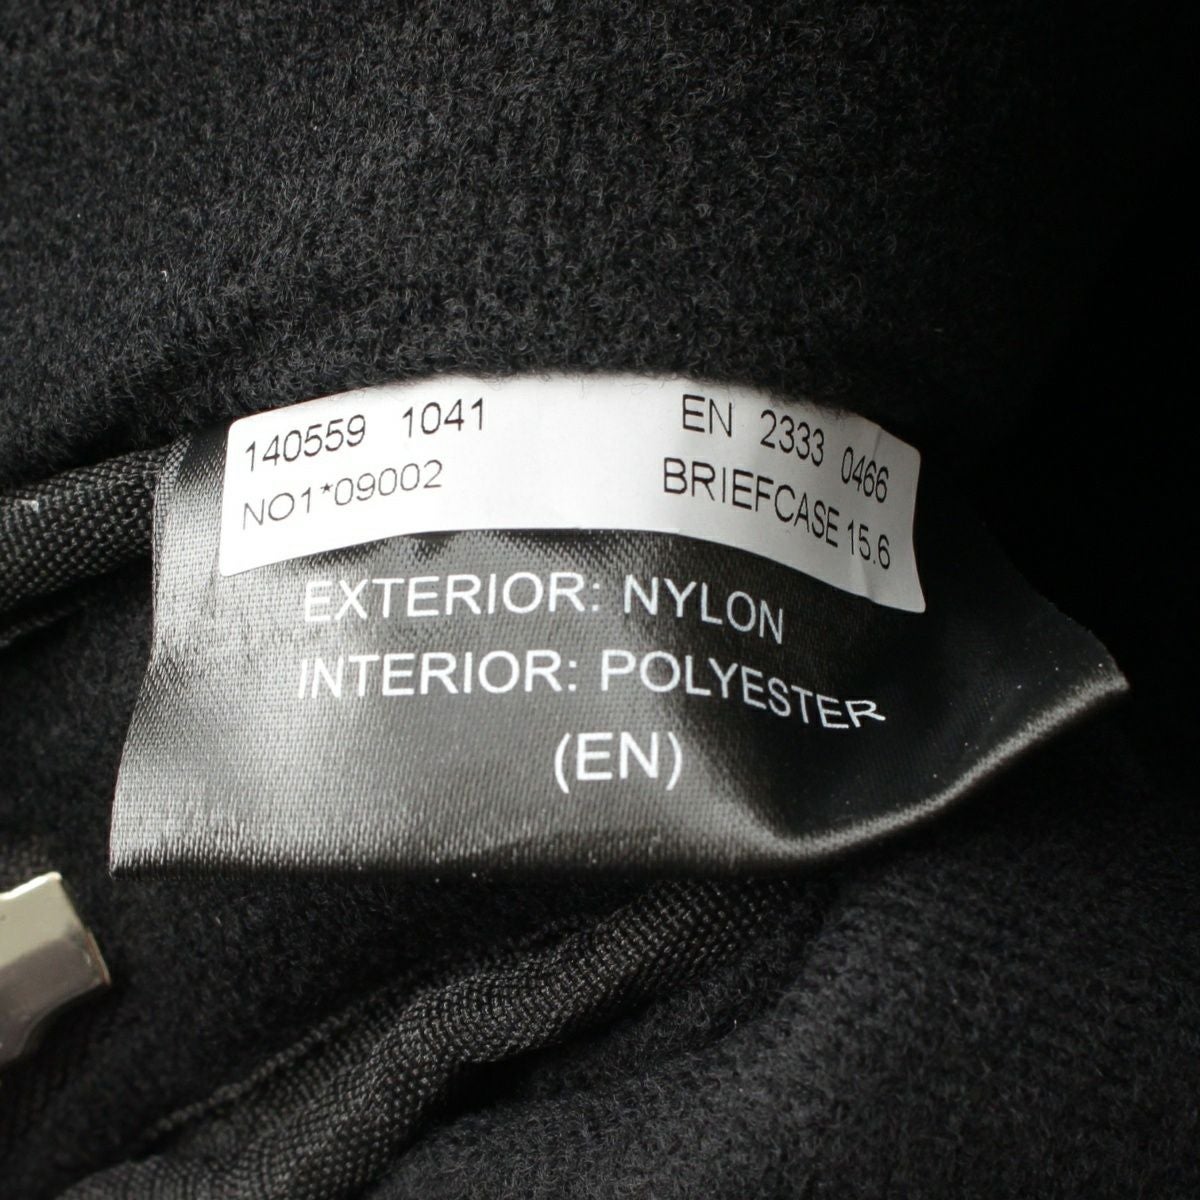 140559 1041 EN 2333 0466
NO1*09002 BRIEFCASE 15.6
EXTERIOR: NYLON
INTERIOR: POLYESTER
(EN)